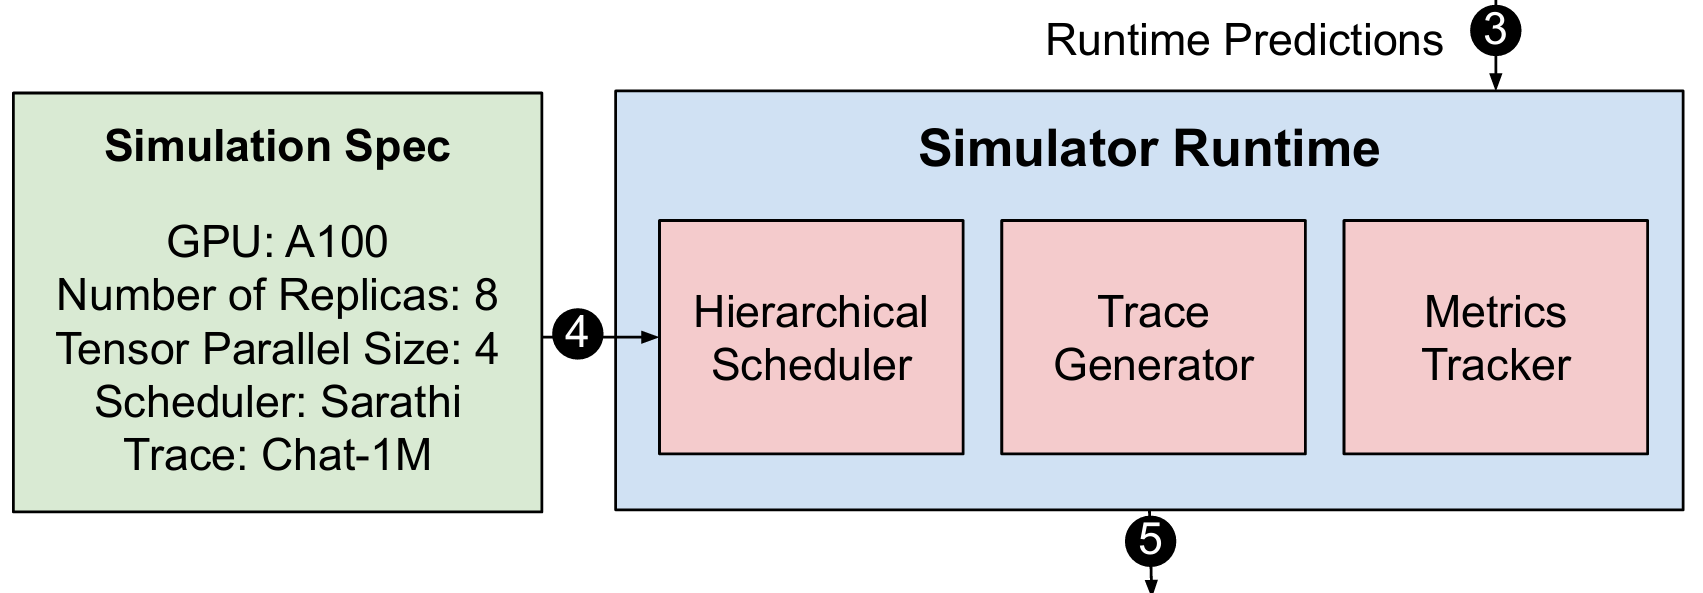 Runtime Predictions
3
Simulation Spec
GPU: A100
Number of Replicas: 8
Tensor Parallel Size: 4
Scheduler: Sarathi
Trace: Chat-1M
4
Simulator Runtime
Hierarchical
Scheduler
Trace
Generator
Metrics
Tracker
5